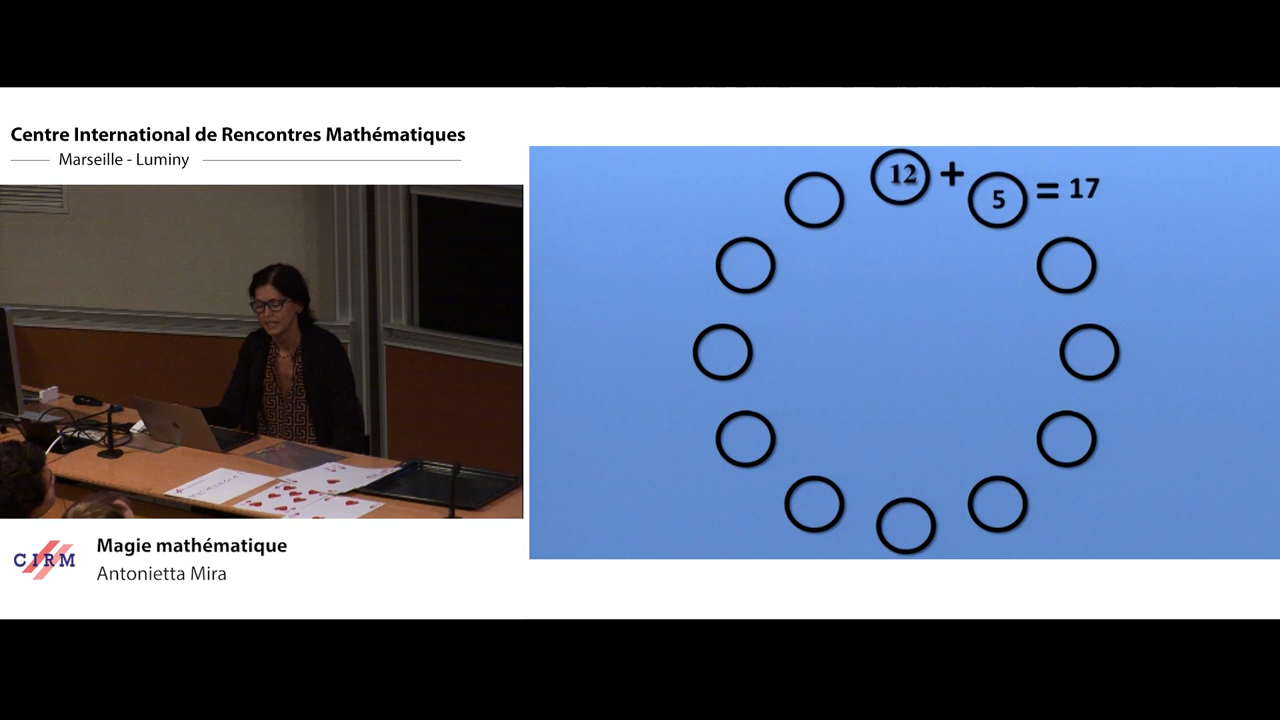 Centre International de Rencontres Mathématiques
Marseille - Luminy
12 + 5 = 17
CIRM
Magie mathématique
Antonietta Mira